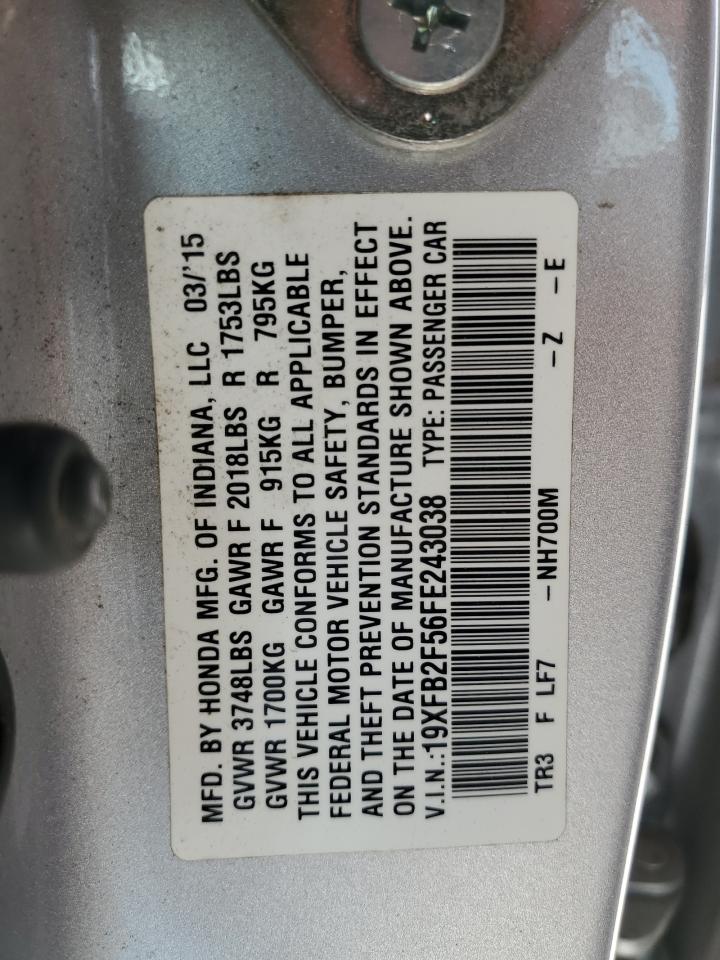 MFD. BY HONDA MFG. OF INDIANA, LLC 03/'15
GVWR 3748LBS GAWR F 2018LBS R 1753LBS
GVWR 1700KG GAWR F 915KG R 795KG
THIS VEHICLE CONFORMS TO ALL APPLICABLE
FEDERAL MOTOR VEHICLE SAFETY, BUMPER,
AND THEFT PREVENTION STANDARDS IN EFFECT
ON THE DATE OF MANUFACTURE SHOWN ABOVE.
V.I.N.:19XFB2F56FE243038 TYPE: PASSENGER CAR
TR3 F LF7 -NH700M -Z -E